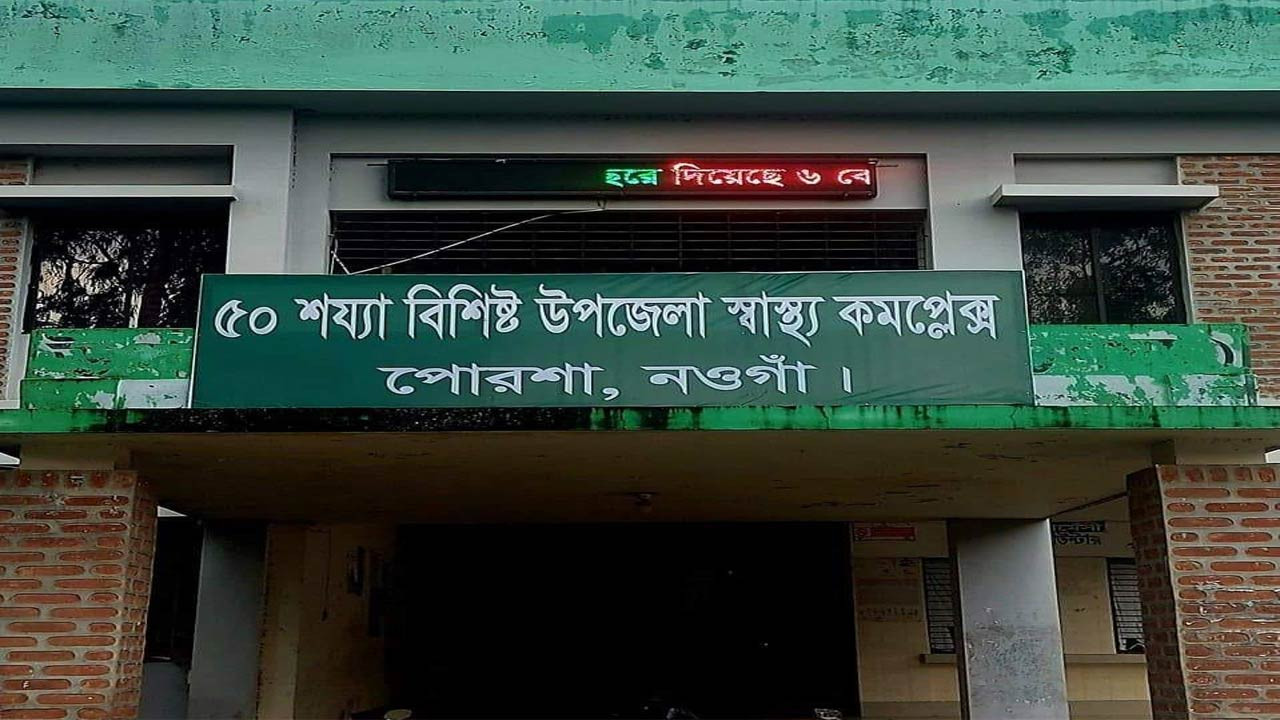 হরে দিয়েছে ৬ বে
৫০ শয্যা বিশিষ্ট উপজেলা স্বাস্থ্য কমপ্লেক্স
পোরশা, নওগাঁ।